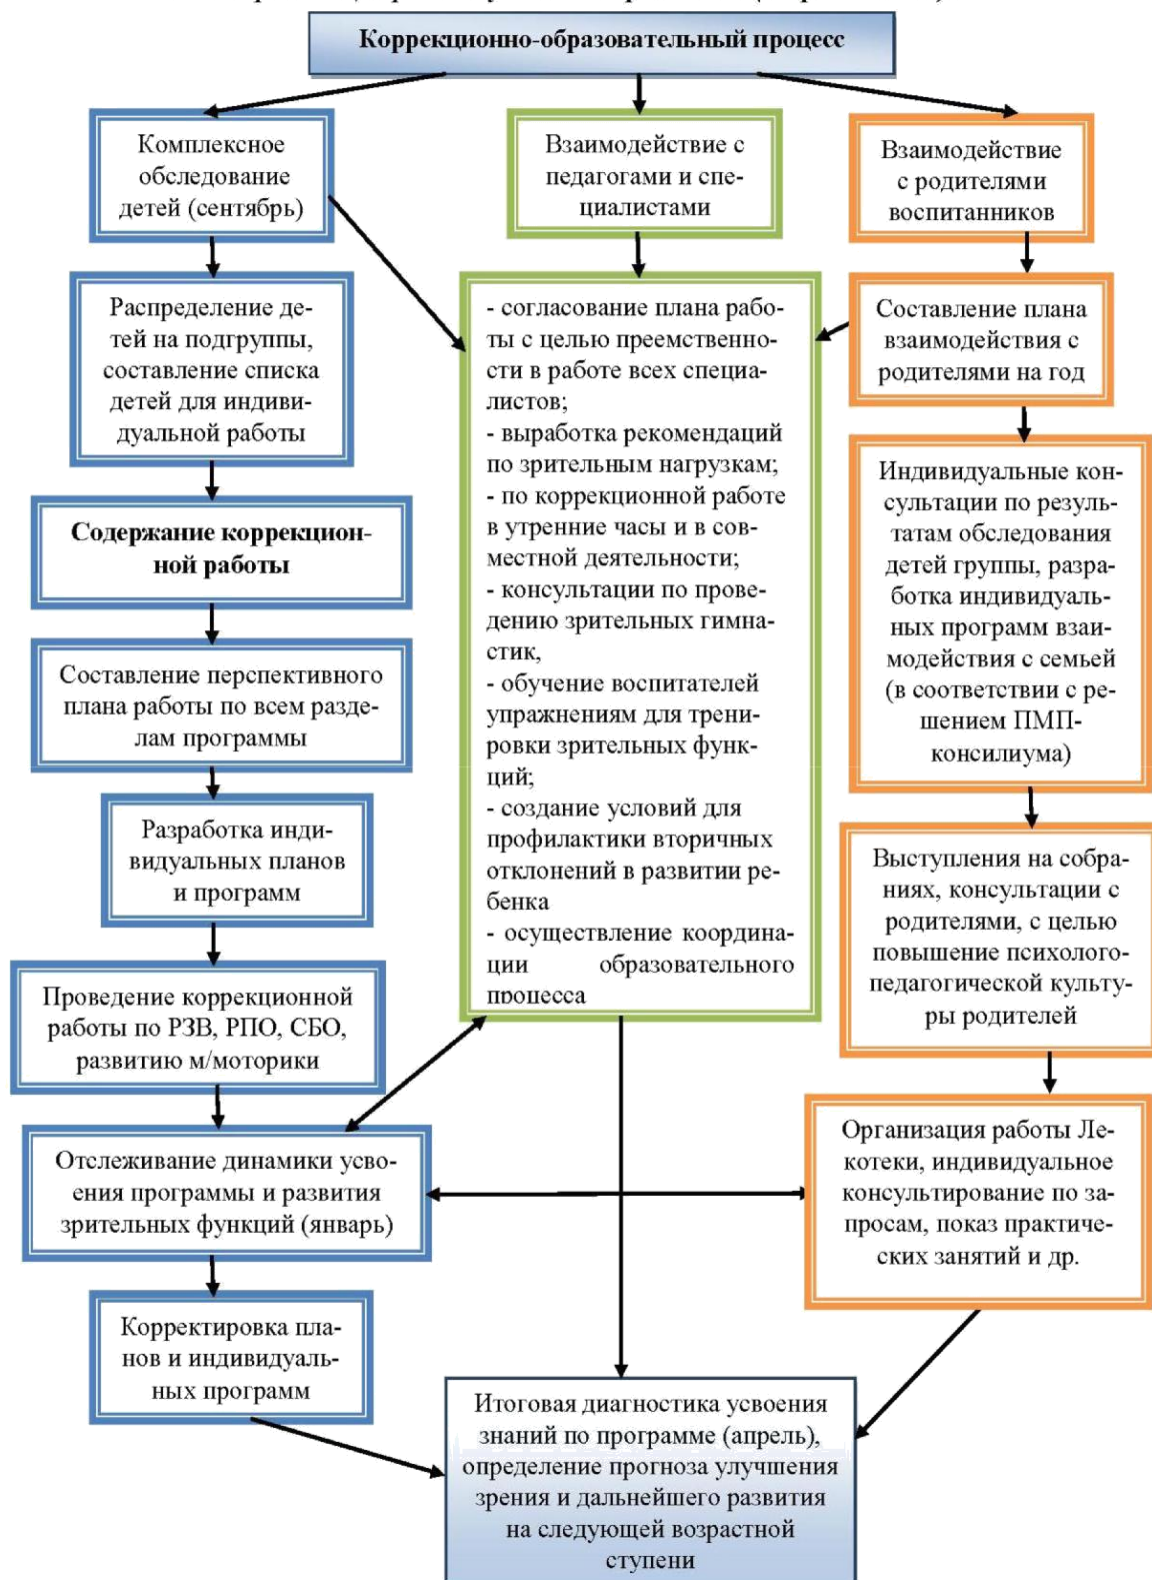 Коррекционно-образовательный процесс
Комплексное
обследование
детей (сентябрь)
Распределение де-
тей на подгруппы,
составление списка
детей для индиви-
дуальной работы
Содержание коррекцион-
ной работы
Составление перспективного
плана работы по всем разде-
лам программы
Разработка инди-
видуальных планов
и программ
Проведение коррекционной
работы по РЗВ, РПО, СБО,
развитию м/моторики
Отслеживание динамики усво-
ения программы и развития
зрительных функций (январь)
Корректировка пла-
нов и индивидуаль-
ных программ
Взаимодействие с
педагогами и спе-
циалистами
- согласование плана рабо-
ты с целью преемственно-
сти в работе всех специа-
листов;
- выработка рекомендаций
по зрительным нагрузкам;
- по коррекционной работе
в утренние часы и в сов-
местной деятельности;
- консультации по прове-
дению зрительных гимна-
стик,
- обучение воспитателей
упражнениям для трени-
ровки зрительных функ-
ций;
- создание условий для
профилактики вторичных
отклонений в развитии ре-
бенка
- осуществление координа-
ции образовательного
процесса
Взаимодействие
с родителями
воспитанников
Составление плана
взаимодействия с
родителями на год
Индивидуальные кон-
сультации по резуль-
татам обследования
детей группы, разра-
ботка индивидуаль-
ных программ взаи-
модействия с семьей
(в соответствии с ре-
шением ПМП-
консилиума)
Выступления на собра-
ниях, консультации с
родителями, с целью
повышение психолого-
педагогической культу-
ры родителей
Организация работы Ле-
котеки, индивидуальное
консультирование по за-
просам, показ практиче-
ских занятий и др.
Итоговая диагностика усвоения
знаний по программе (апрель),
определение прогноза улучшения
зрения и дальнейшего развития
на следующей возрастной
ступени